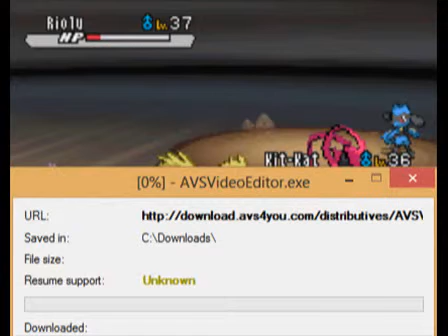 Riolu ♂ Lv.37
HP
Kit-Kat ♂ Lv.36
[0%] - AVSVideoEditor.exe
URL: http://download.avs4you.com/distributives/AVSV
Saved in: C:\Downloads\
File size:
Resume support: Unknown
Downloaded: